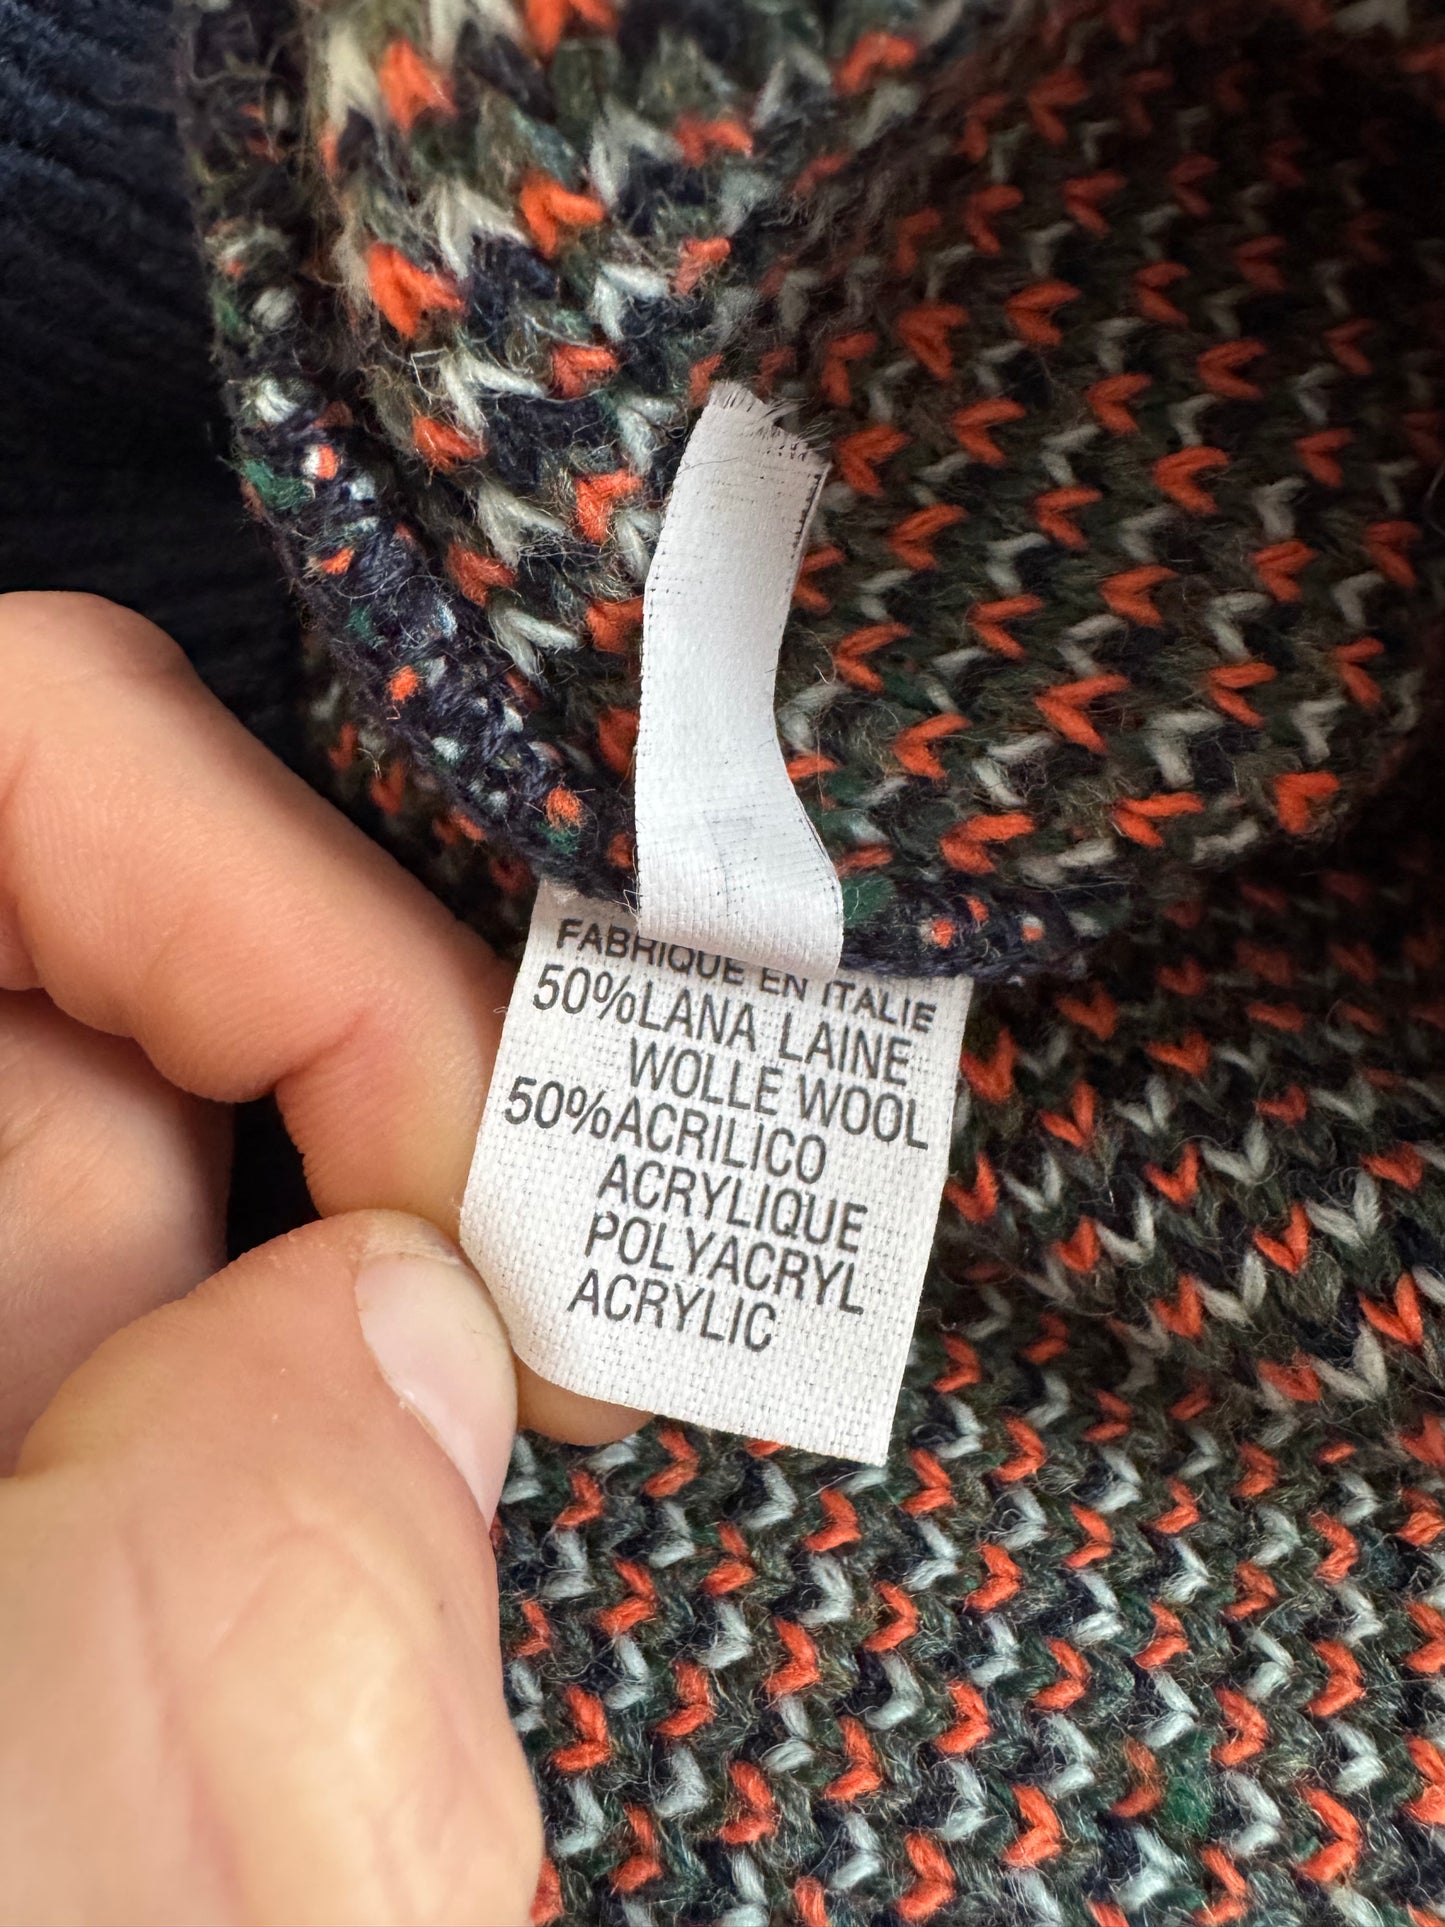 FABRIQUE EN ITALIE
50%LANA LAINE
WOLLE WOOL
50%ACRILICO
ACRYLIQUE
POLYACRYL
ACRYLIC